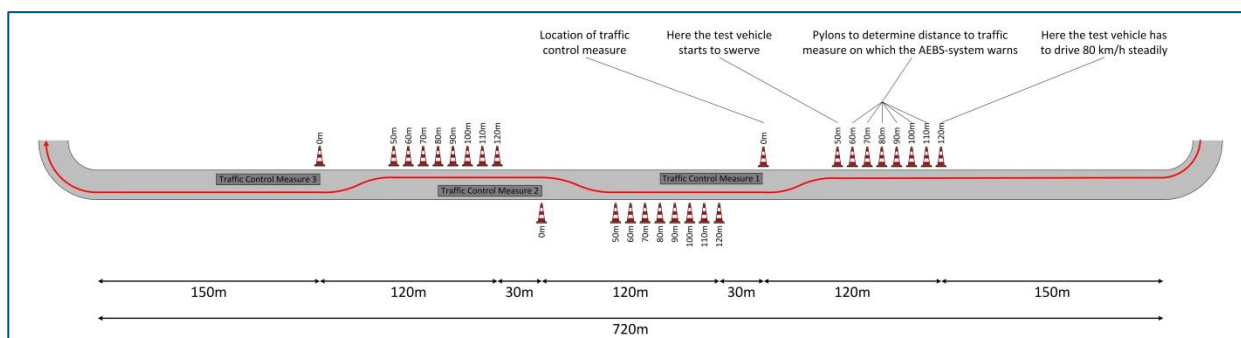 Location of traffic
control measure
Here the test vehicle
starts to swerve
Pylons to determine distance to traffic
measure on which the AEBS-system warns
Here the test vehicle has
to drive 80 km/h steadily
0m
50m
60m
70m
80m
90m
100m
110m
120m
0m
50m
60m
70m
80m
90m
100m
110m
120m
Traffic Control Measure 3
Traffic Control Measure 2
Traffic Control Measure 1
0m
50m
60m
70m
80m
90m
100m
110m
120m
150m
120m
30m
120m
30m
120m
150m
720m